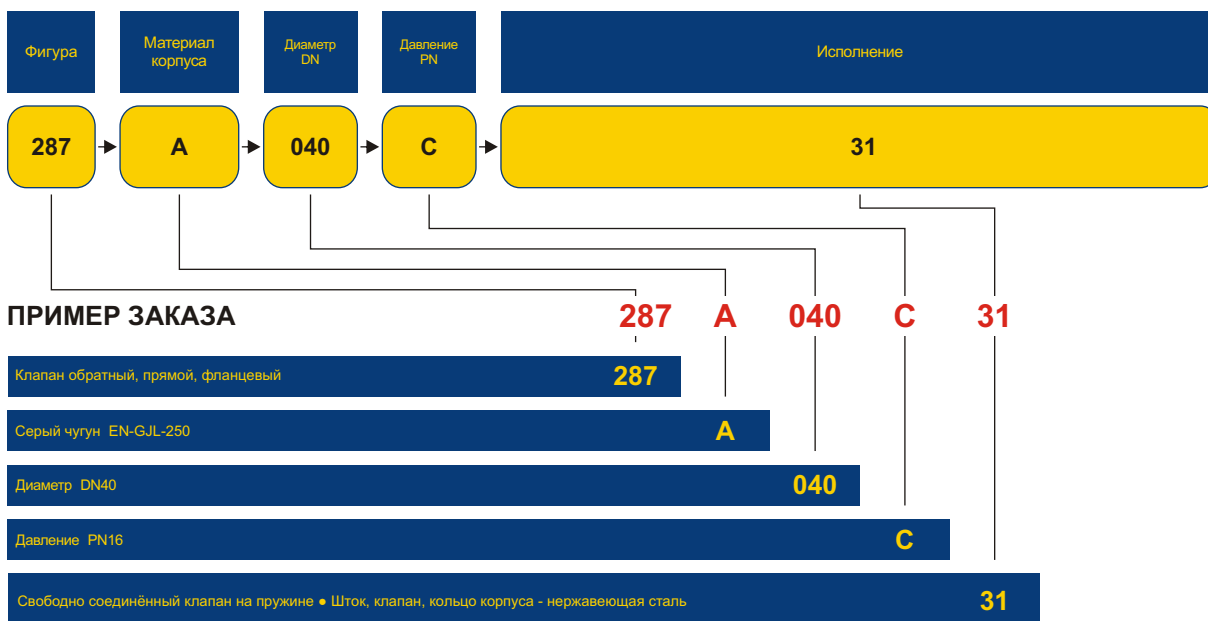 Фигура
Материал
корпуса
Диаметр
DN
Давление
PN
Исполнение
287
A
040
C
31
ПРИМЕР ЗАКАЗА
287 A 040 C 31
Клапан обратный, прямой, фланцевый 287
Серый чугун EN-GJL-250 A
Диаметр DN40 040
Давление PN16 C
Свободно соединённый клапан на пружине ● Шток, клапан, кольцо корпуса - нержавеющая сталь 31